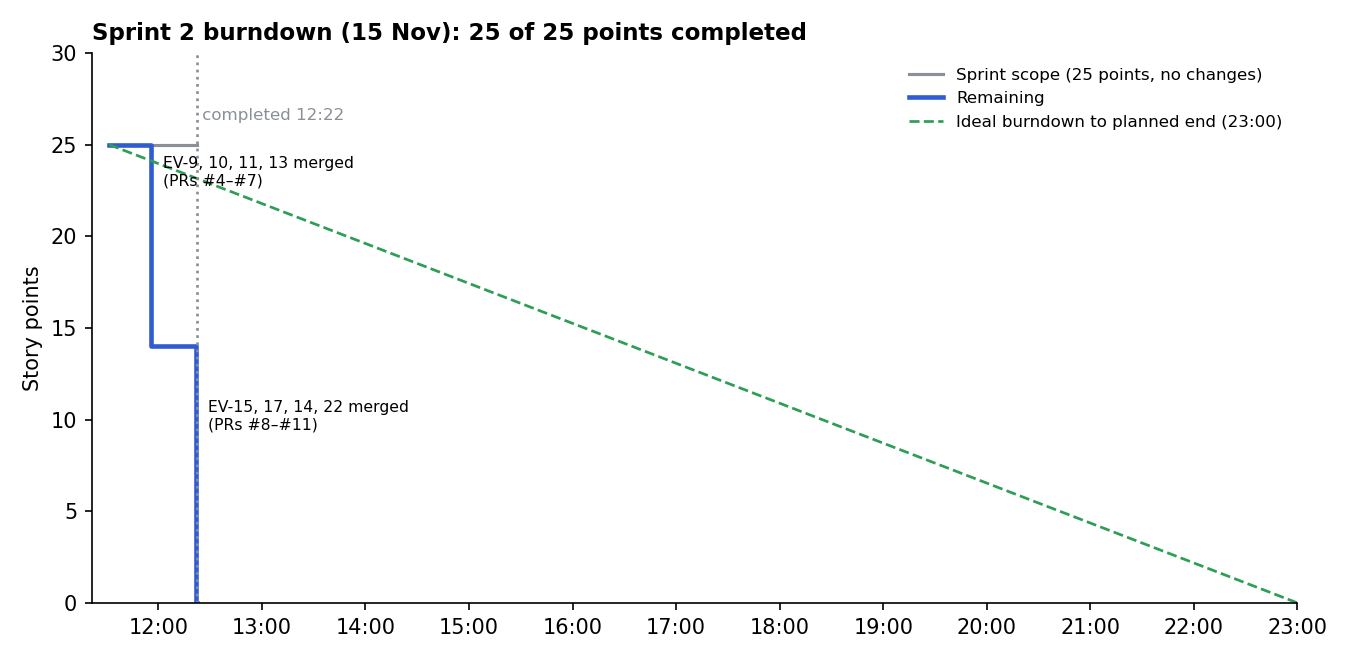 Sprint 2 burndown (15 Nov): 25 of 25 points completed
Story points
30
25
20
15
10
5
0
completed 12:22
EV-9, 10, 11, 13 merged
(PRs #4–#7)
EV-15, 17, 14, 22 merged
(PRs #8–#11)
Sprint scope (25 points, no changes)
Remaining
Ideal burndown to planned end (23:00)
12:00 13:00 14:00 15:00 16:00 17:00 18:00 19:00 20:00 21:00 22:00 23:00